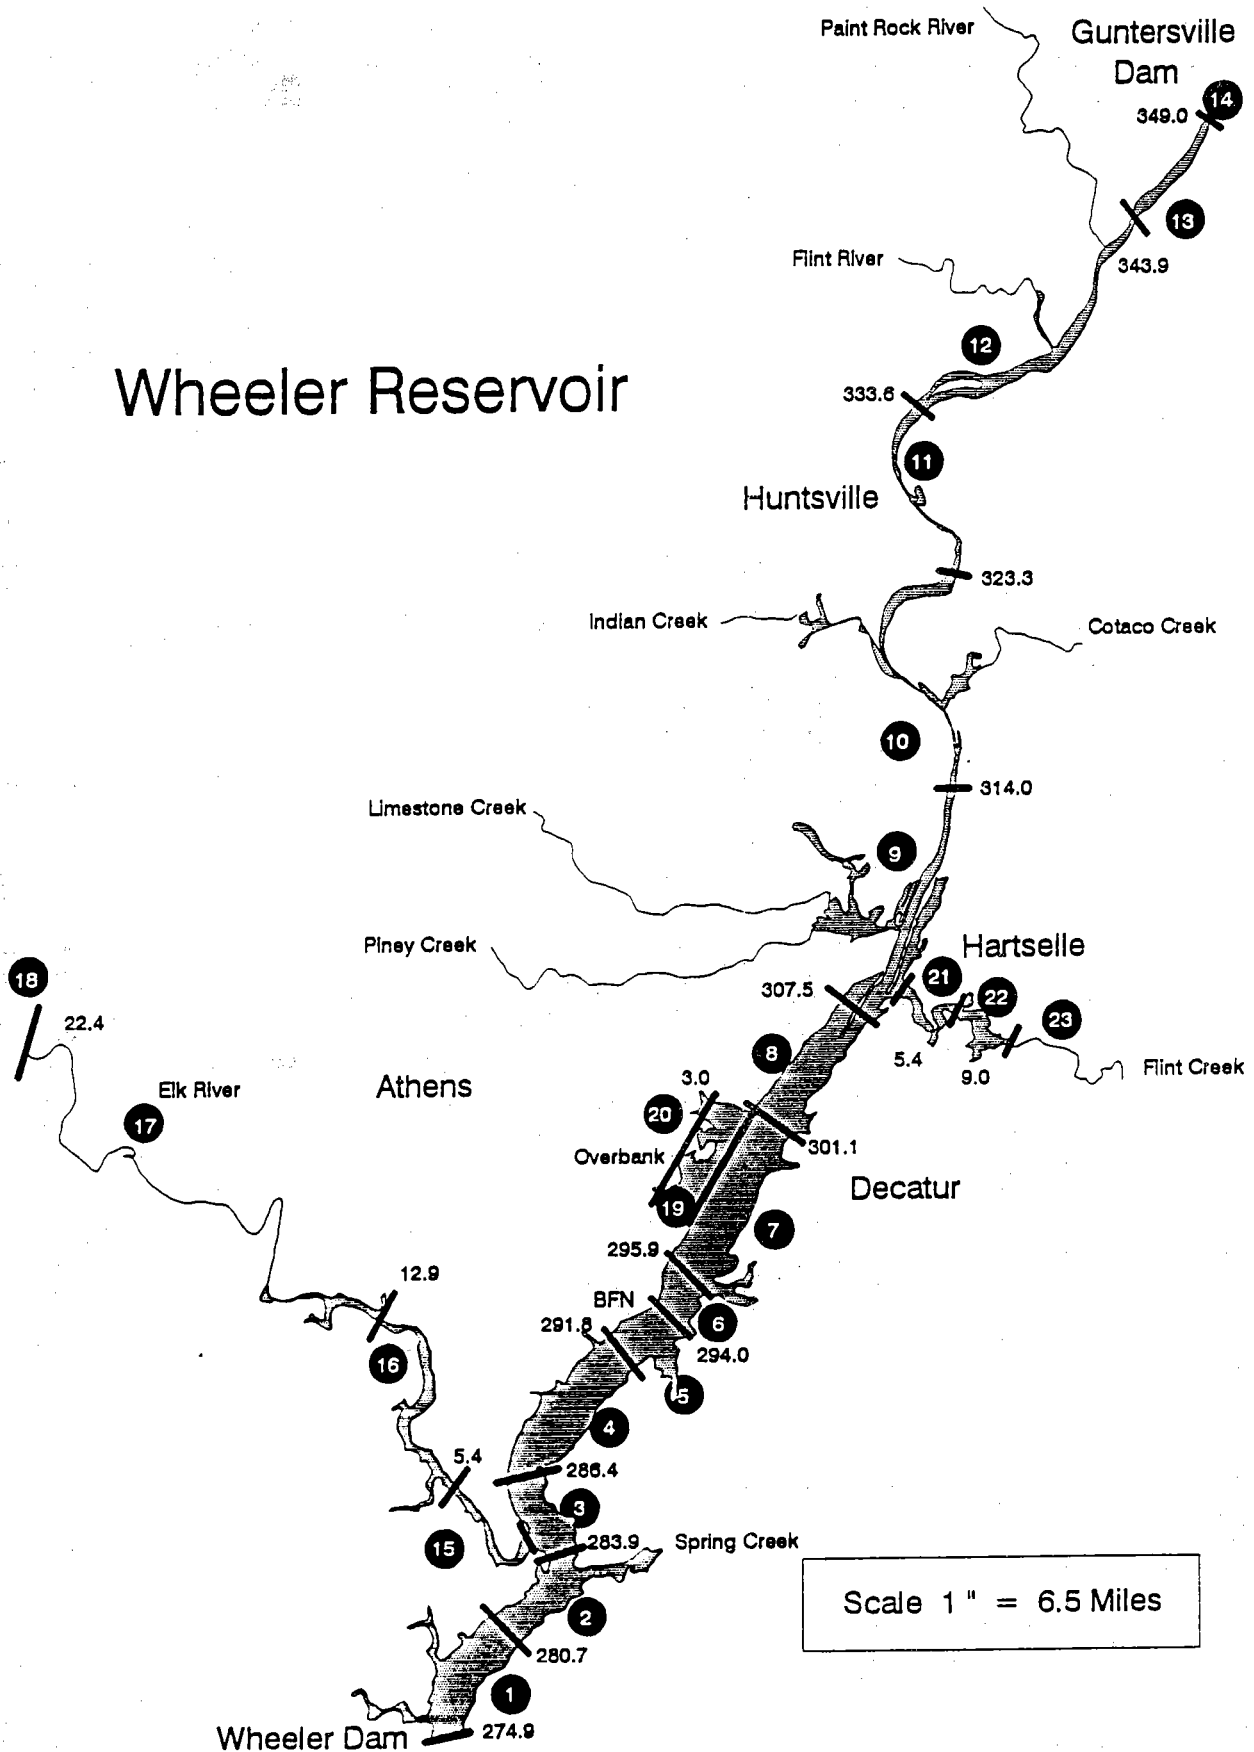 Paint Rock River
Guntersville
Dam
14
349.0
13
343.9
Flint River
12
Wheeler Reservoir
333.6
11
Huntsville
323.3
Indian Creek
Cotaco Creek
10
314.0
Limestone Creek
9
Piney Creek
Hartselle
18
307.5
21
22
23
22.4
5.4
9.0
Flint Creek
8
Athens
3.0
Elk River
17
20
Overbank
301.1
Decatur
19
7
295.9
12.9
BFN
6
291.8
294.0
16
5
4
5.4
286.4
3
15
283.9
Spring Creek
Scale 1" = 6.5 Miles
2
280.7
1
Wheeler Dam
274.9